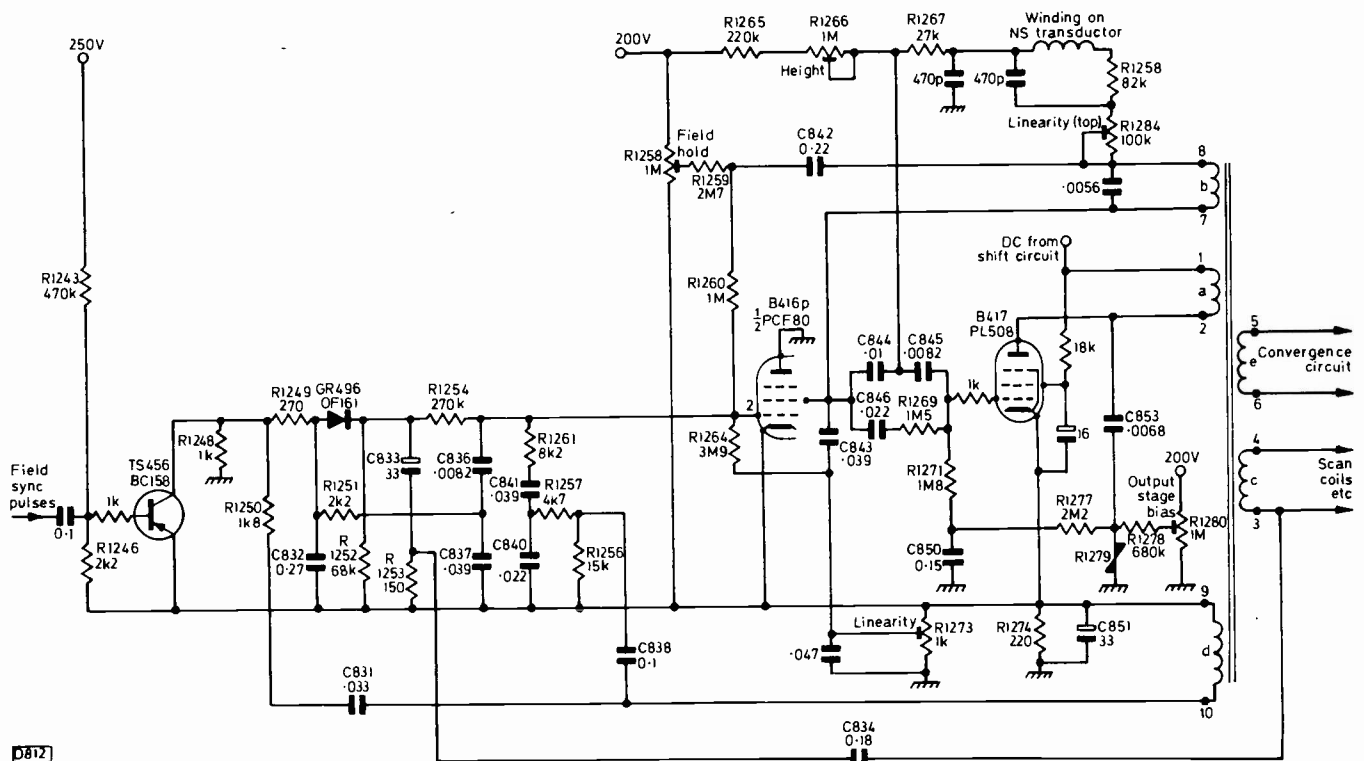 250V
R1243
470k
Field
sync
pulses
0·1
1k
R1246
2k2
TS456
BC158
R1248
1k
R1249
270
GR496
OF161
R1250
1k8
R1251
2k2
C832
0·27
R
1252
68k
C833
33
R
1253
150
R1254
270k
C836
·0082
C837
·039
R1261
8k2
C841
·039
R1257
4k7
C840
·022
R1256
15k
C838
0·1
C831
·033
C834
0·18
200V
R1265
220k
R1266
1M
Height
R1267
27k
Winding on
NS transductor
470p
470p
R1258
82k
Linearity (top)
R1284
100k
Field
hold
R1258
1M
R1259
2M7
C842
0·22
·0056
8
b
7
R1260
1M
B416p
½PCF80
2
R1264
3M9
C843
·039
C844
·01
C845
·0082
C846
·022
R1269
1M5
R1271
1M8
1k
B417
PL508
DC from
shift circuit
18k
16
1
a
2
C853
·0068
5
e
6
Convergence
circuit
4
c
3
Scan
coils
etc
200V
Output
stage
bias
R1280
1M
R1277
2M2
R1278
680k
R1279
C850
0·15
Linearity
R1273
1k
·047
R1274
220
C851
33
9
d
10
D812